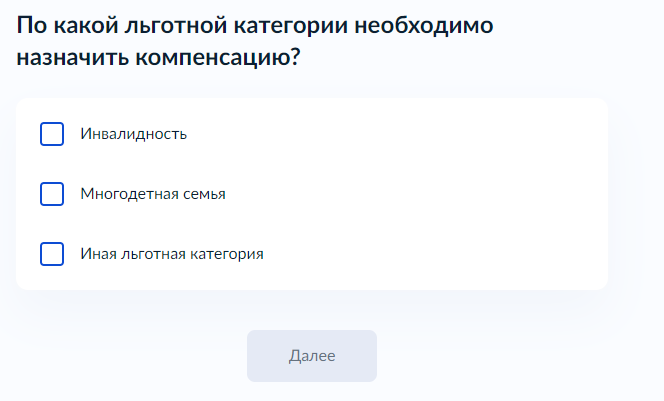 По какой льготной категории необходимо
назначить компенсацию?
Инвалидность
Многодетная семья
Иная льготная категория
Далее